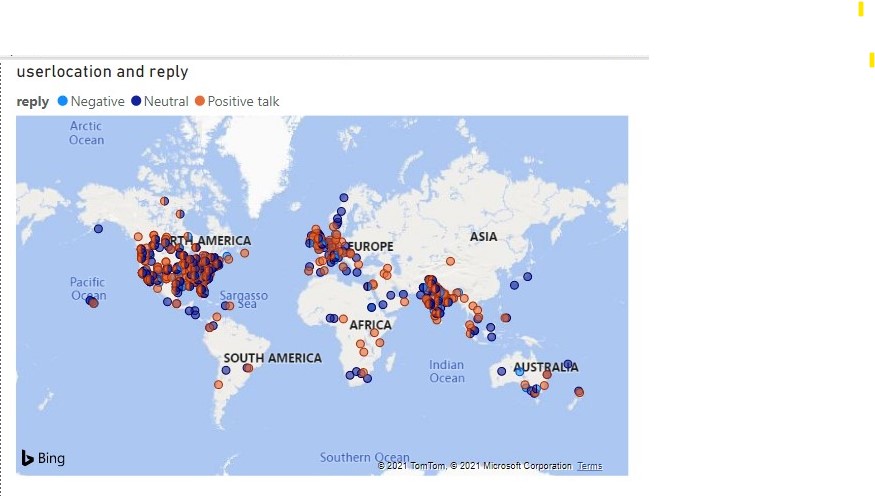 userlocation and reply
reply Negative Neutral Positive talk
Arctic
Ocean
RTH AMERICA
EUROPE
ASIA
Pacific
Ocean
Sargasso
Sea
AFRICA
SOUTH AMERICA
Indian
Ocean
AUSTRALIA
Bing
Southern Ocean
© 2021 TomTom, © 2021 Microsoft Corporation Terms